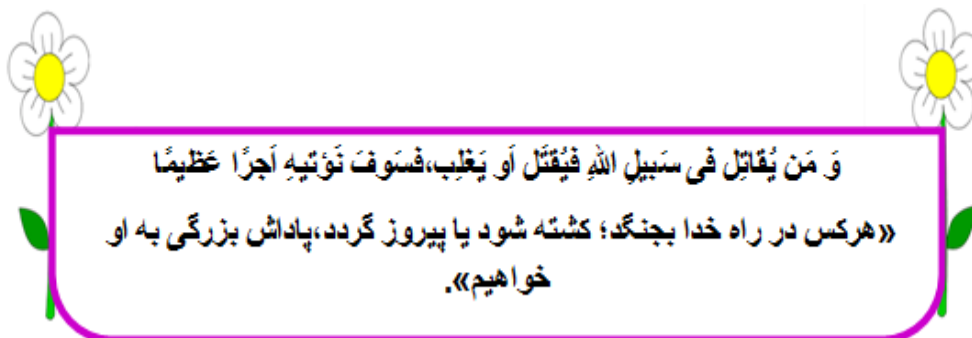 وَ مَن يُقاتِل فی سَبیلِ اللهِ فَیُقتَل اَو یَغلِب،فسَوفَ نَؤتیهِ اَجرًا عَظیمًا
«هرکس در راه خدا بجنگد؛ کشته شود یا پیروز گردد،پاداش بزرگی به او
خواهیم».